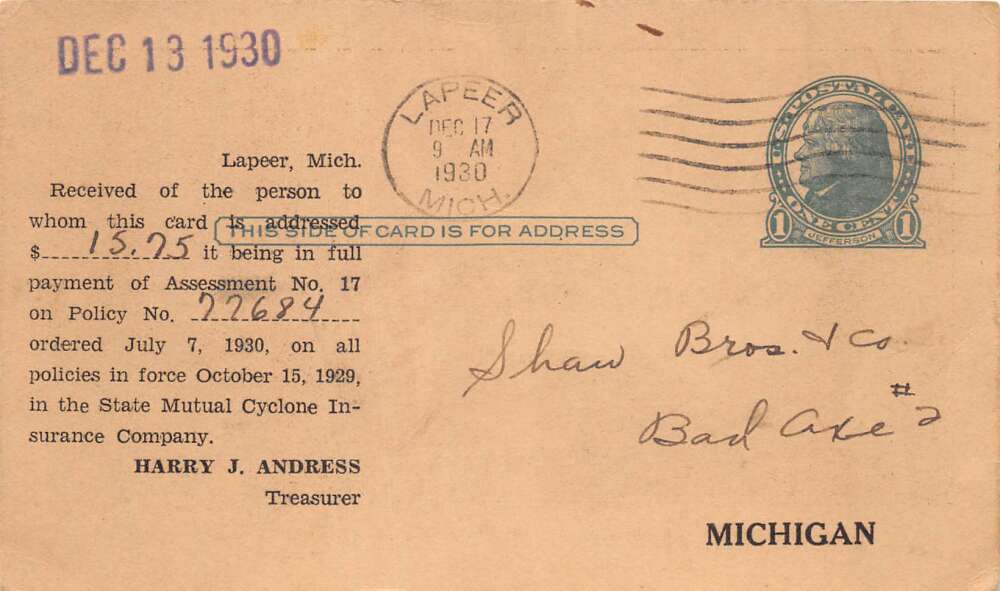 DEC 13 1930
LAPEER
DEC 17
9 AM
1930
MICH.
U.S. POSTAL CARD
ONE CENT
1 JEFFERSON 1
THIS SIDE OF CARD IS FOR ADDRESS
Lapeer, Mich.
Received of the person to
whom this card is addressed
$ 15.75 it being in full
payment of Assessment No. 17
on Policy No. 77684
ordered July 7, 1930, on all
policies in force October 15, 1929,
in the State Mutual Cyclone In-
surance Company.
HARRY J. ANDRESS
Treasurer
Shaw Bros. & Co.
Bad Axe #2
MICHIGAN